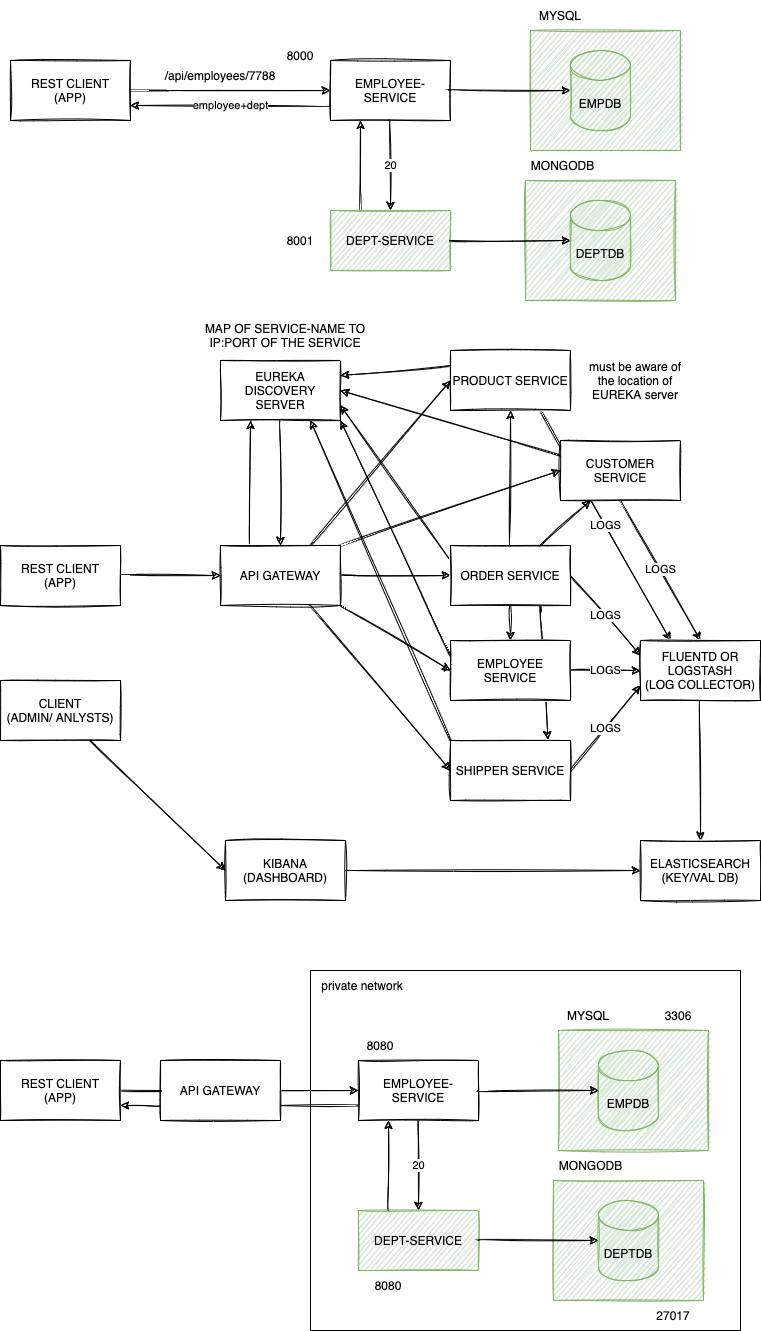 MYSQL
8000
/api/employees/7788
REST CLIENT
(APP)
employee+dept
EMPLOYEE-
SERVICE
EMPDB
20
MONGODB
8001
DEPT-SERVICE
DEPTDB
MAP OF SERVICE-NAME TO
IP:PORT OF THE SERVICE
EUREKA
DISCOVERY
SERVER
PRODUCT SERVICE
must be aware of
the location of
EUREKA server
CUSTOMER
SERVICE
LOGS
LOGS
REST CLIENT
(APP)
API GATEWAY
ORDER SERVICE
LOGS
EMPLOYEE
SERVICE
LOGS
FLUENTD OR
LOGSTASH
(LOG COLLECTOR)
CLIENT
(ADMIN/ ANLYSTS)
LOGS
SHIPPER SERVICE
KIBANA
(DASHBOARD)
ELASTICSEARCH
(KEY/VAL DB)
private network
MYSQL
3306
8080
REST CLIENT
(APP)
API GATEWAY
EMPLOYEE-
SERVICE
EMPDB
20
MONGODB
DEPT-SERVICE
DEPTDB
8080
27017